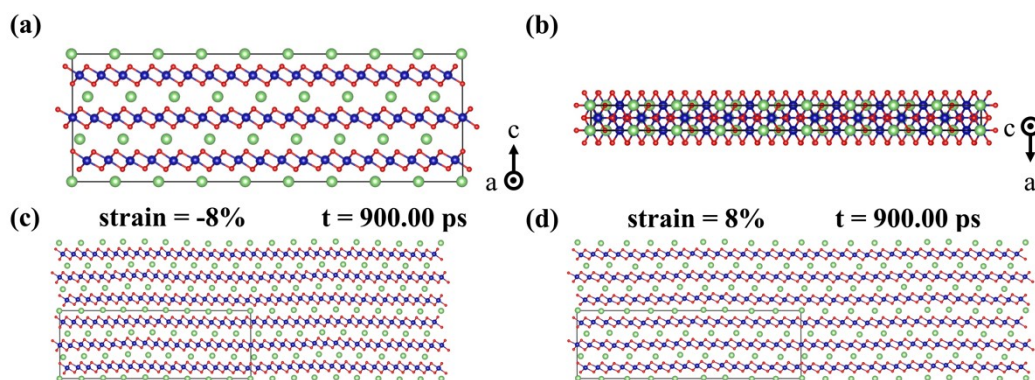 (a)
(b)
c
a
c
a
(c) strain = -8% t = 900.00 ps
(d) strain = 8% t = 900.00 ps